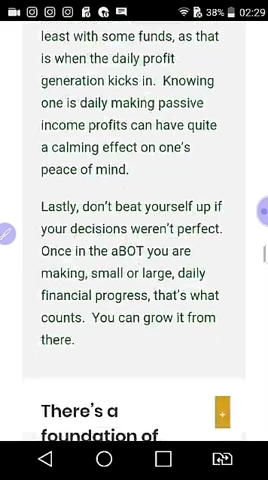 38% 02:29
least with some funds, as that
is when the daily profit
generation kicks in.  Knowing
one is daily making passive
income profits can have quite
a calming effect on one's
peace of mind.
Lastly, don't beat yourself up if
your decisions weren't perfect.
Once in the aBOT you are
making, small or large, daily
financial progress, that's what
counts.  You can grow it from
there.
There's a
+
foundation of